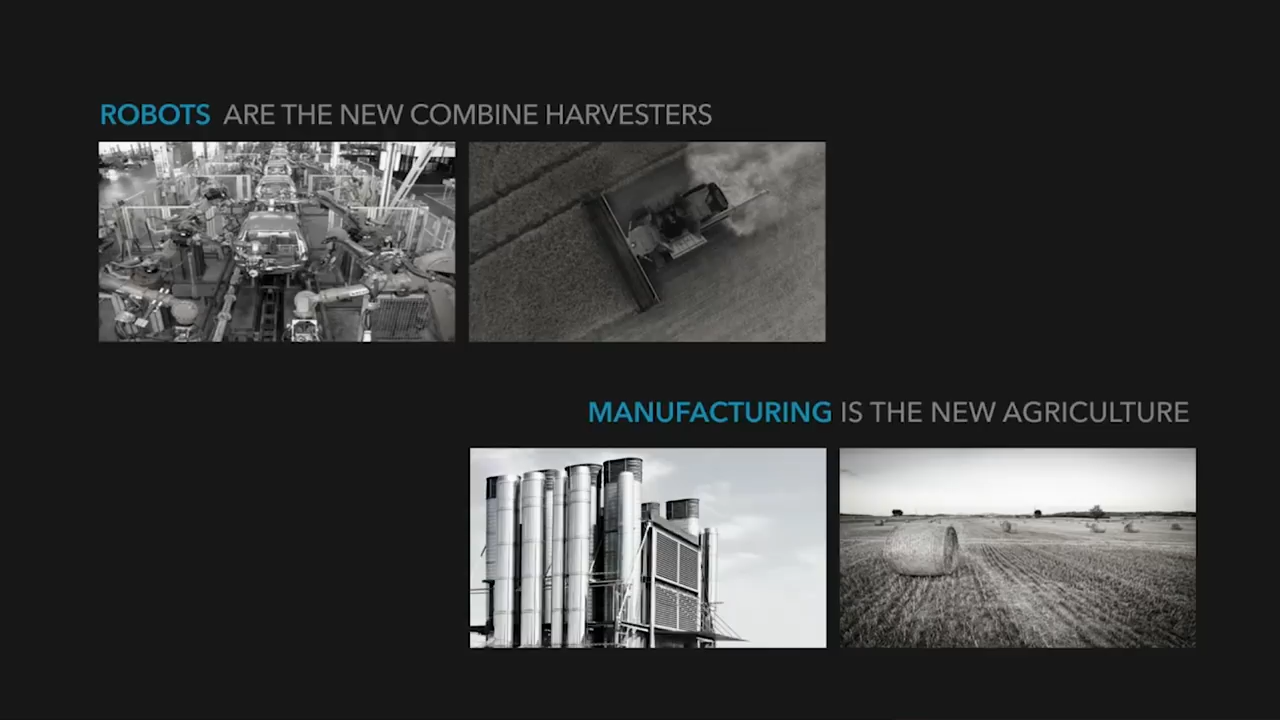 ROBOTS ARE THE NEW COMBINE HARVESTERS
MANUFACTURING IS THE NEW AGRICULTURE